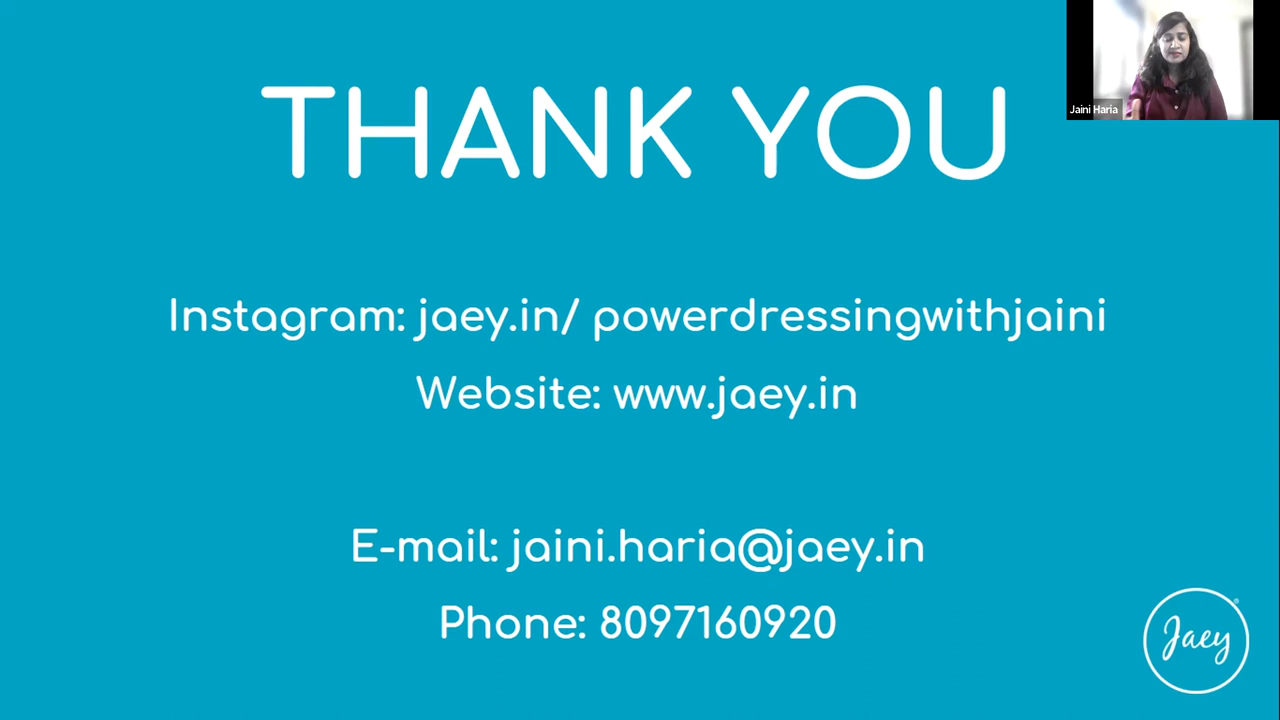 Jaini Haria
THANK YOU
Instagram: jaey.in/ powerdressingwithjaini
Website: www.jaey.in
E-mail: jaini.haria@jaey.in
Phone: 8097160920
Jaey®